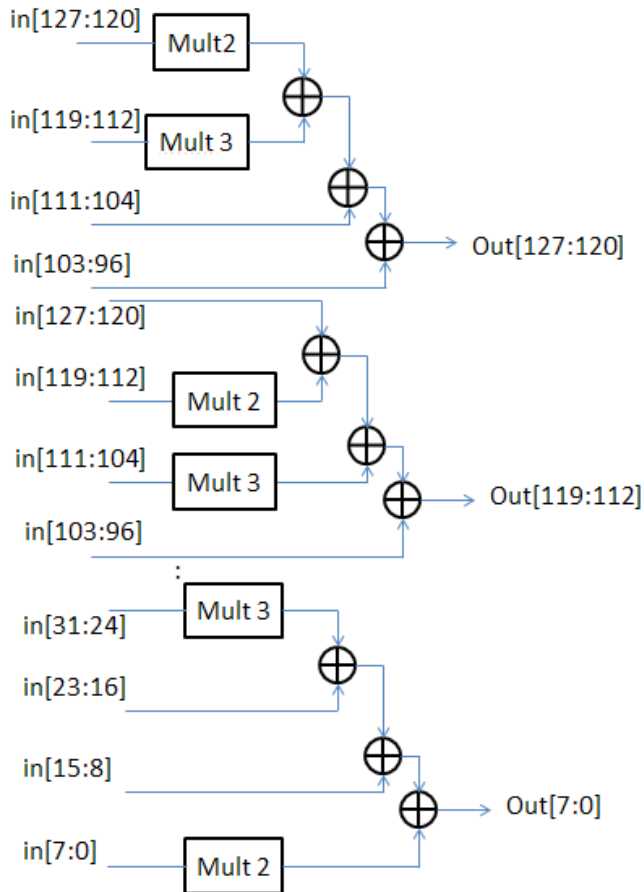 in[127:120]
Mult2
in[119:112]
Mult 3
in[111:104]
Out[127:120]
in[103:96]
in[127:120]
in[119:112]
Mult 2
in[111:104]
Mult 3
Out[119:112]
in[103:96]
:
Mult 3
in[31:24]
in[23:16]
in[15:8]
Out[7:0]
in[7:0]
Mult 2